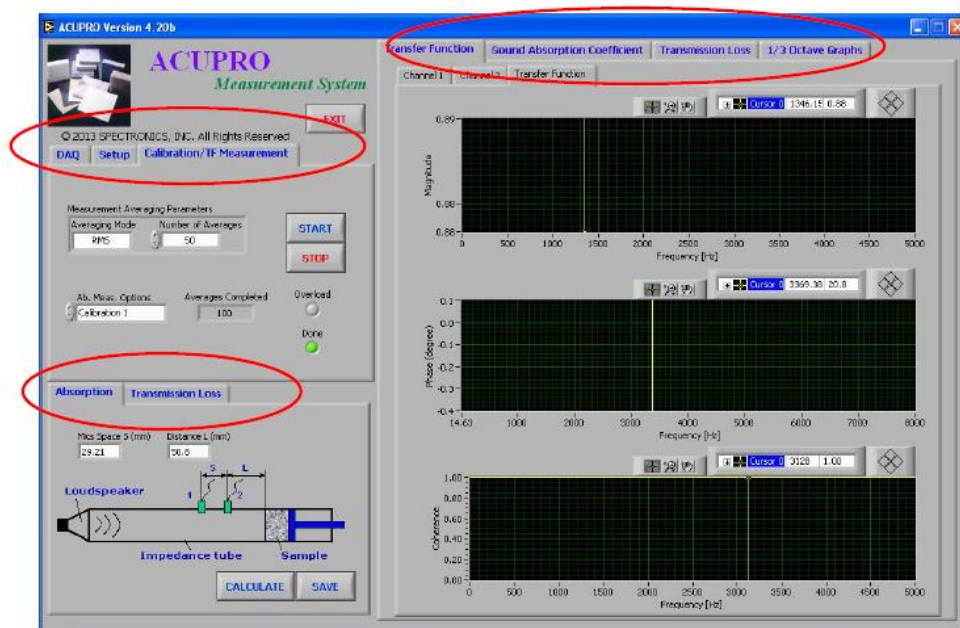 ACUPRO Version 4.20b
ACUPRO
Measurement System
EXIT
© 2013 SPECTRONICS, INC. All Rights Reserved
DAQ Setup Calibration/TF Measurement
Measurement Averaging Parameters
Averaging Mode Number of Averages
RMS 50
START
STOP
Ab. Meas. Options Averages Completed Overload
Calibration 1 100
Done
Absorption Transmission Loss
Mics Space S (mm) Distance L (mm)
29.21 50.8
S L
1 2
Loudspeaker
Impedance tube Sample
CALCULATE SAVE
Transfer Function Sound Absorption Coefficient Transmission Loss 1/3 Octave Graphs
Channel 1 Channel 2 Transfer Function
Cursor 0 1346.15 0.88
0.89
0.88
0.88
Magnitude
0 500 1000 1500 2000 2500 3000 3500 4000 4500 5000
Frequency [Hz]
Cursor 0 3369.38 20.8
0.1
0.0
-0.1
-0.2
-0.3
-0.4
Phase (degree)
14.63 1000 2000 3000 4000 5000 6000 7000 8000
Frequency [Hz]
Cursor 0 3128 1.00
1.00
0.80
0.60
0.40
0.20
0.00
Coherence
0 500 1000 1500 2000 2500 3000 3500 4000 4500 5000
Frequency [Hz]